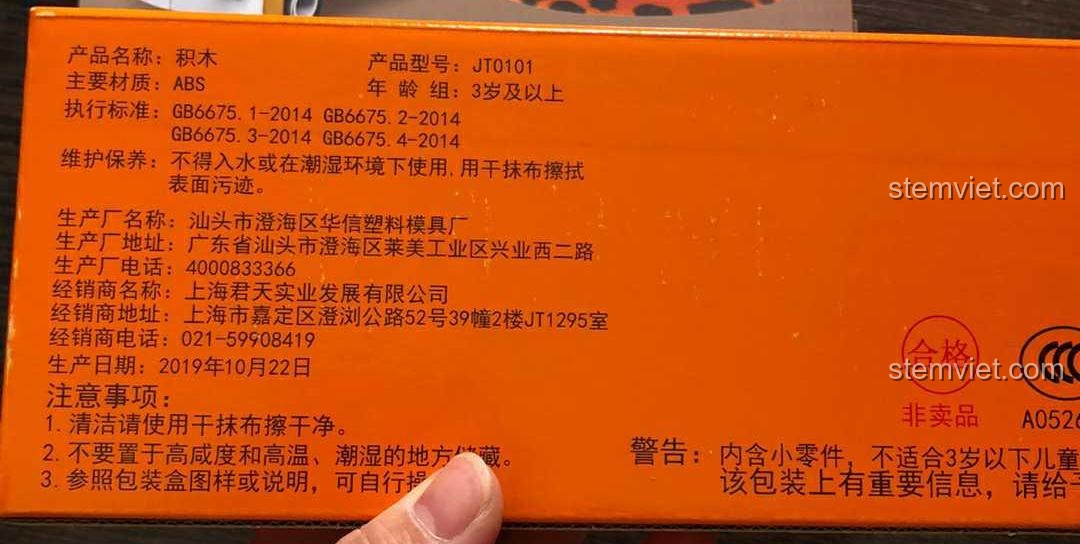 产品名称：积木
产品型号：JT0101
主要材质：ABS
年 龄 组：3岁及以上
执行标准：GB6675.1-2014 GB6675.2-2014
GB6675.3-2014 GB6675.4-2014
维护保养：不得入水或在潮湿环境下使用,用干抹布擦拭
表面污迹。
生产厂名称：汕头市澄海区华信塑料模具厂
生产厂地址：广东省汕头市澄海区莱美工业区兴业西二路
生产厂电话：4000833366
经销商名称：上海君天实业发展有限公司
经销商地址：上海市嘉定区澄浏公路52号39幢2楼JT1295室
经销商电话：021-59908419
生产日期：2019年10月22日
注意事项：
1. 清洁请使用干抹布擦干净。
2. 不要置于高咸度和高温、潮湿的地方储藏。
3. 参照包装盒图样或说明，可自行
stemviet.com
合格
stemviet.com
CCC
非卖品
A0526
警告：内含小零件，不适合3岁以下儿童
该包装上有重要信息，请给